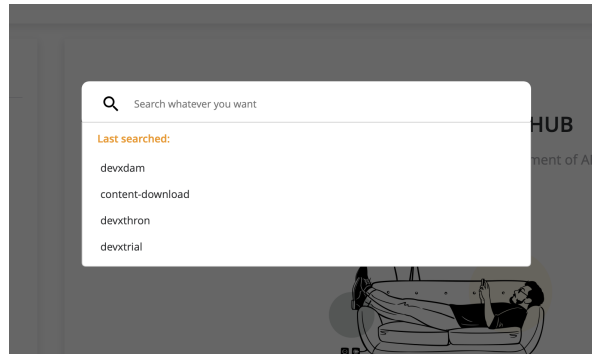 Search whatever you want
HUB
Last searched:
ment of
devxdam
content-download
devxthron
devxtrial